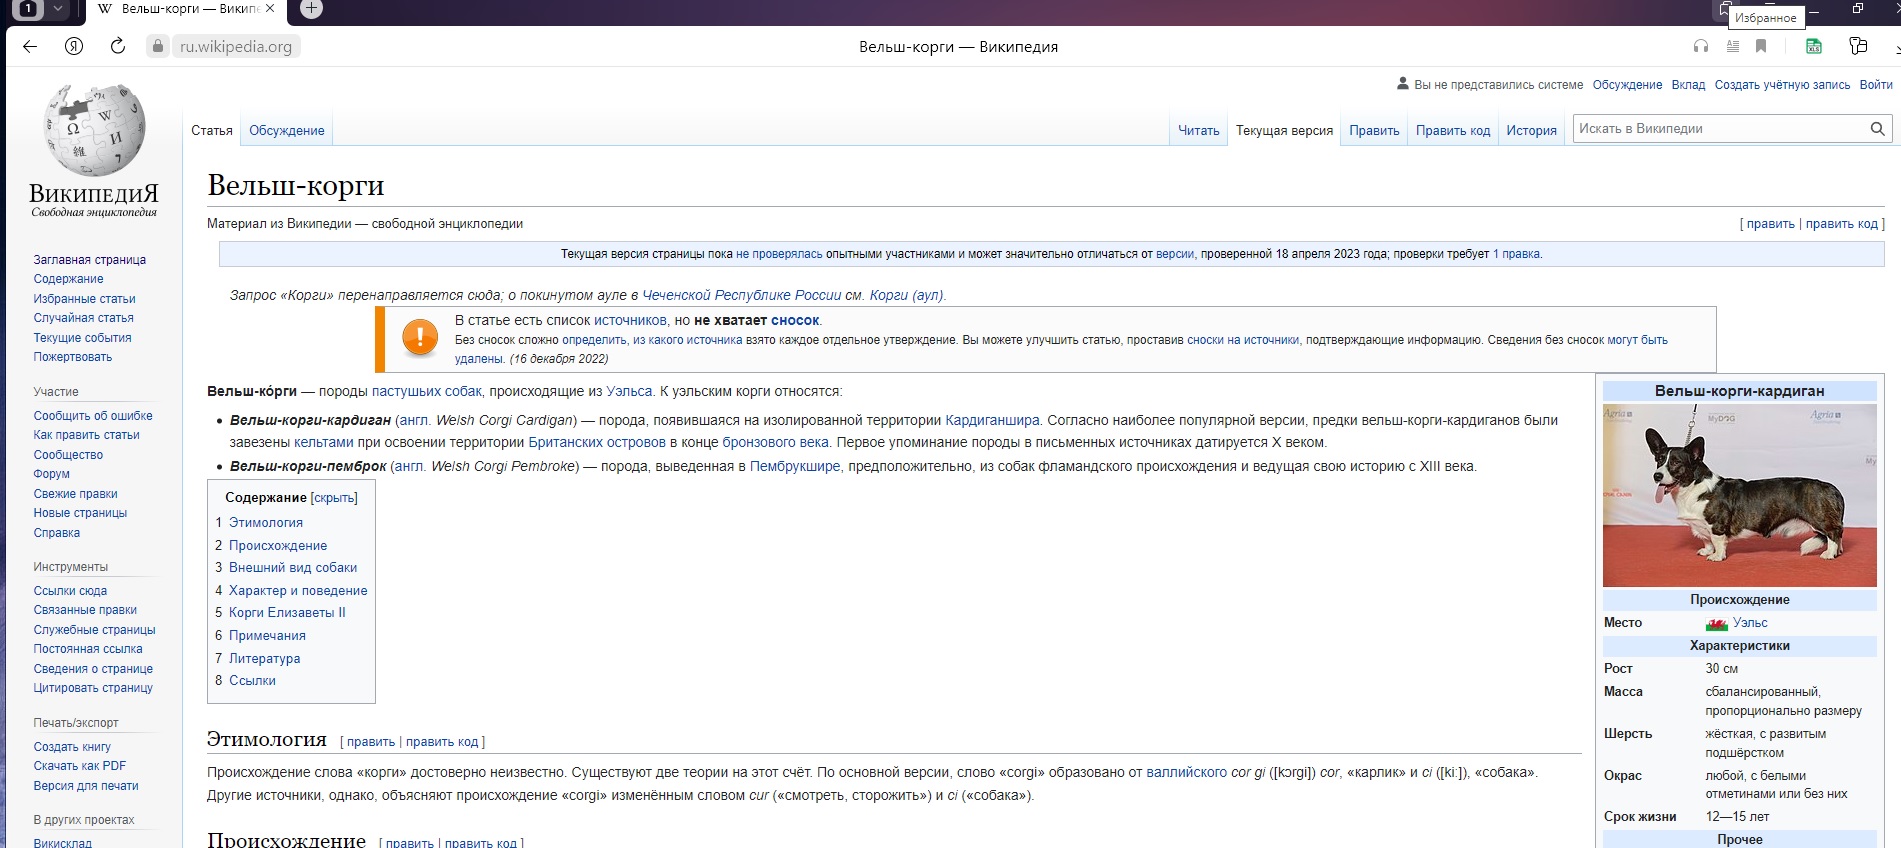 1
Вельш-корги — Википе
Избранное
ru.wikipedia.org
Вельш-корги — Википедия
Вы не представились системе Обсуждение Вклад Создать учётную запись Войти
Статья Обсуждение
Читать Текущая версия Править Править код История Искать в Википедии
ВикипедиЯ
Свободная энциклопедия
Заглавная страница
Содержание
Избранные статьи
Случайная статья
Текущие события
Пожертвовать
Участие
Сообщить об ошибке
Как править статьи
Сообщество
Форум
Свежие правки
Новые страницы
Справка
Инструменты
Ссылки сюда
Связанные правки
Служебные страницы
Постоянная ссылка
Сведения о странице
Цитировать страницу
Печать/экспорт
Создать книгу
Скачать как PDF
Версия для печати
В других проектах
Викисклад
Вельш-корги
Материал из Википедии — свободной энциклопедии
[ править | править код ]
Текущая версия страницы пока не проверялась опытными участниками и может значительно отличаться от версии, проверенной 18 апреля 2023 года; проверки требует 1 правка.
Запрос «Корги» перенаправляется сюда; о покинутом ауле в Чеченской Республике России см. Корги (аул).
В статье есть список источников, но не хватает сносок.
Без сносок сложно определить, из какого источника взято каждое отдельное утверждение. Вы можете улучшить статью, проставив сноски на источники, подтверждающие информацию. Сведения без сносок могут быть
удалены. (16 декабря 2022)
Вельш-ко́рги — породы пастушьих собак, происходящие из Уэльса. К уэльским корги относятся:
• Вельш-корги-кардиган (англ. Welsh Corgi Cardigan) — порода, появившаяся на изолированной территории Кардиганшира. Согласно наиболее популярной версии, предки вельш-корги-кардиганов были
завезены кельтами при освоении территории Британских островов в конце бронзового века. Первое упоминание породы в письменных источниках датируется X веком.
• Вельш-корги-пемброк (англ. Welsh Corgi Pembroke) — порода, выведенная в Пембрукшире, предположительно, из собак фламандского происхождения и ведущая свою историю с XIII века.
Содержание [скрыть]
1 Этимология
2 Происхождение
3 Внешний вид собаки
4 Характер и поведение
5 Корги Елизаветы II
6 Примечания
7 Литература
8 Ссылки
Этимология [ править | править код ]
Происхождение слова «корги» достоверно неизвестно. Существуют две теории на этот счёт. По основной версии, слово «corgi» образовано от валлийского cor gi ([kɔrgi]) cor, «карлик» и ci ([kiː]), «собака».
Другие источники, однако, объясняют происхождение «corgi» изменённым словом cur («смотреть, сторожить») и ci («собака»).
Происхождение [ править | править код ]
Вельш-корги-кардиган
Agria MyDOG Agria
My
Происхождение
Место Уэльс
Характеристики
Рост 30 см
Масса сбалансированный,
пропорционально размеру
Шерсть жёсткая, с развитым
подшёрстком
Окрас любой, с белыми
отметинами или без них
Срок жизни 12—15 лет
Прочее